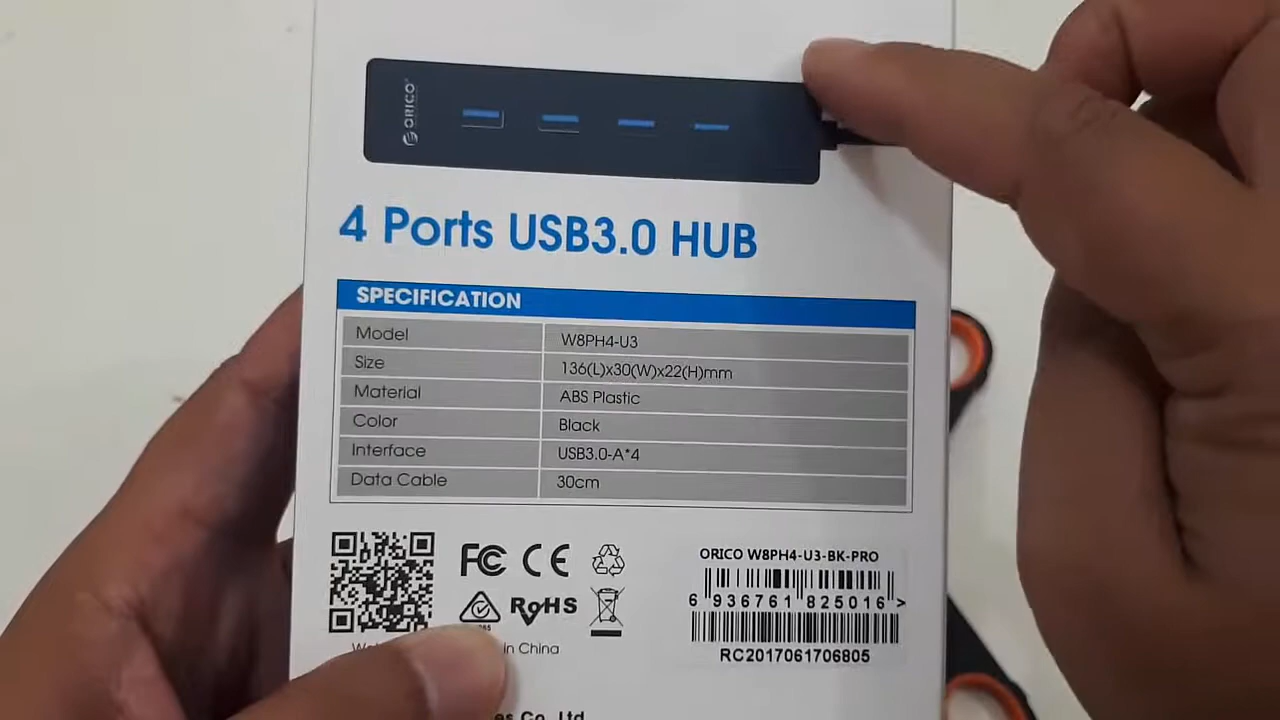 ORICO
4 Ports USB3.0 HUB
SPECIFICATION
Model W8PH4-U3
Size 136(L)x30(W)x22(H)mm
Material ABS Plastic
Color Black
Interface USB3.0-A*4
Data Cable 30cm
FC CE
RoHS
in China
Co., Ltd
ORICO W8PH4-U3-BK-PRO
6 936761 825016 >
RC2017061706805